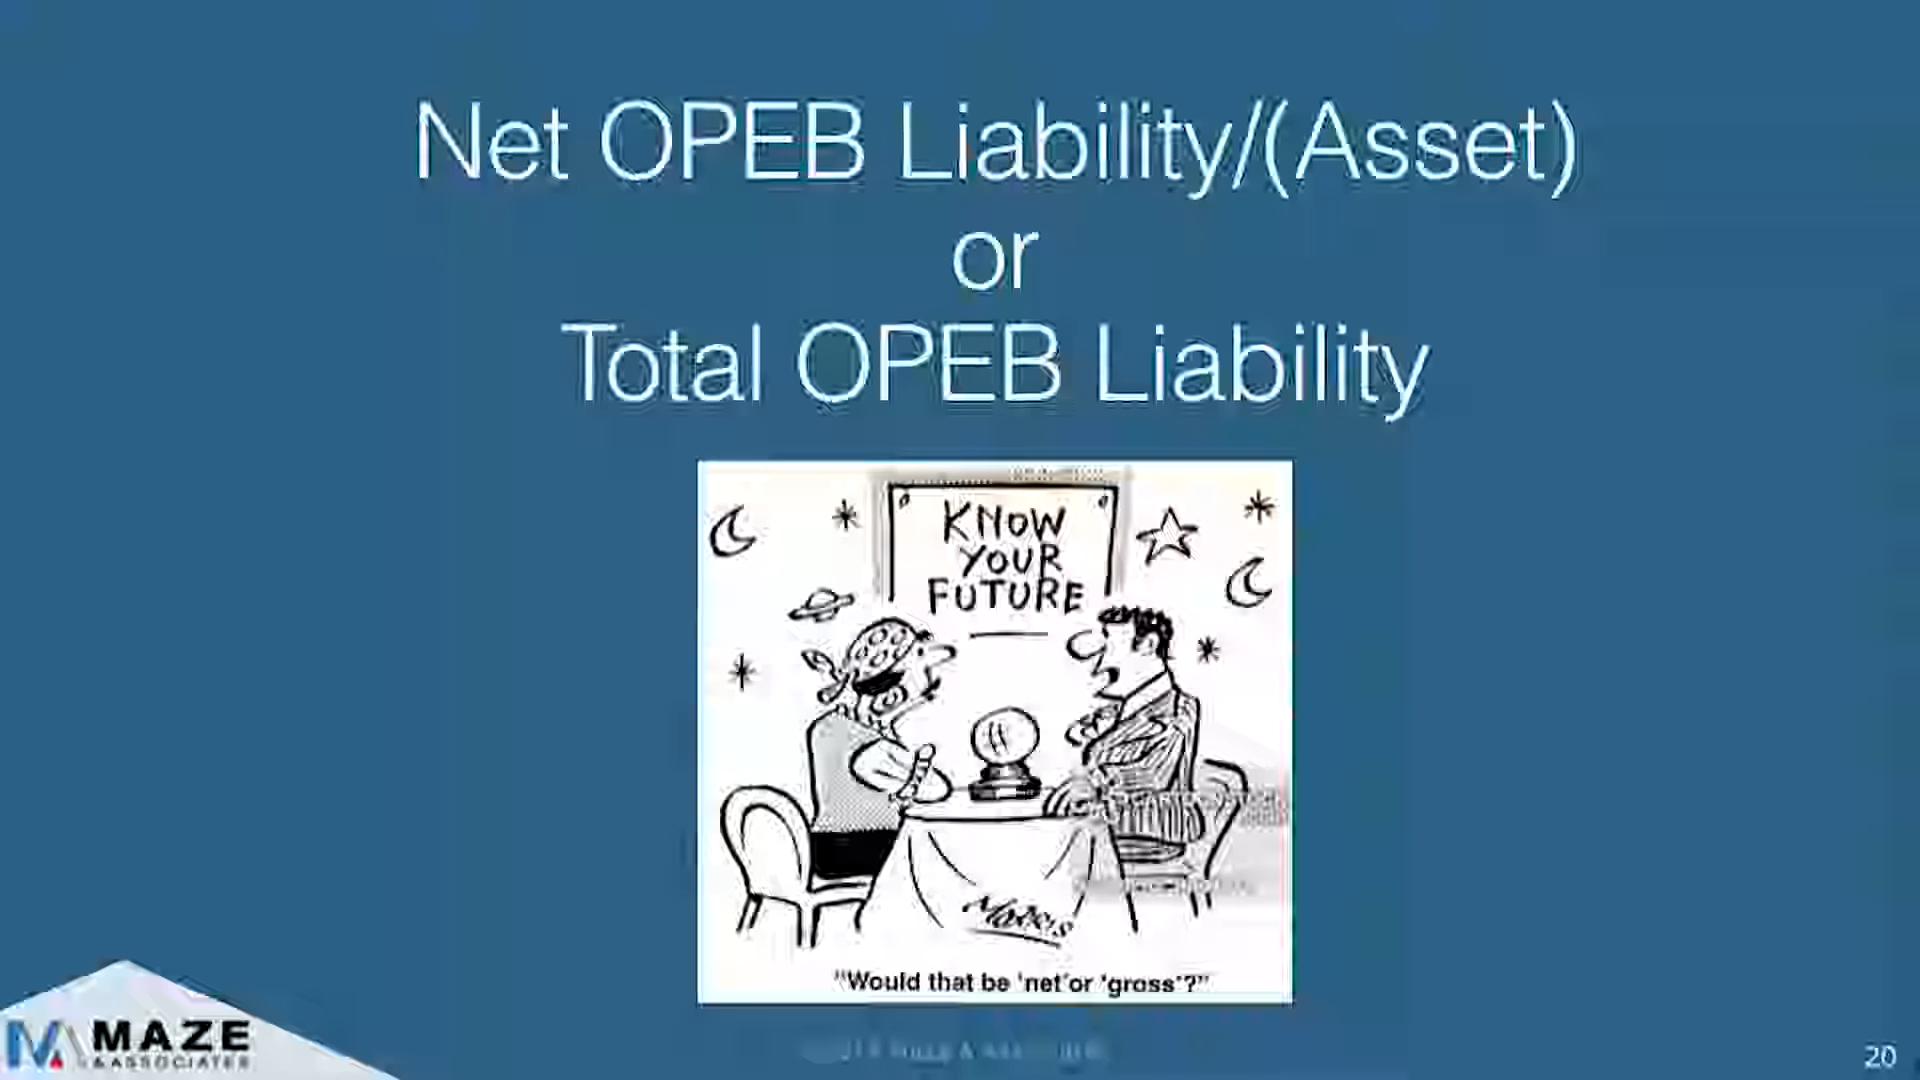 Net OPEB Liability/(Asset)
or
Total OPEB Liability
KNOW
YOUR
FUTURE
"Would that be 'net' or 'gross'?"
MAZE
& ASSOCIATES
20